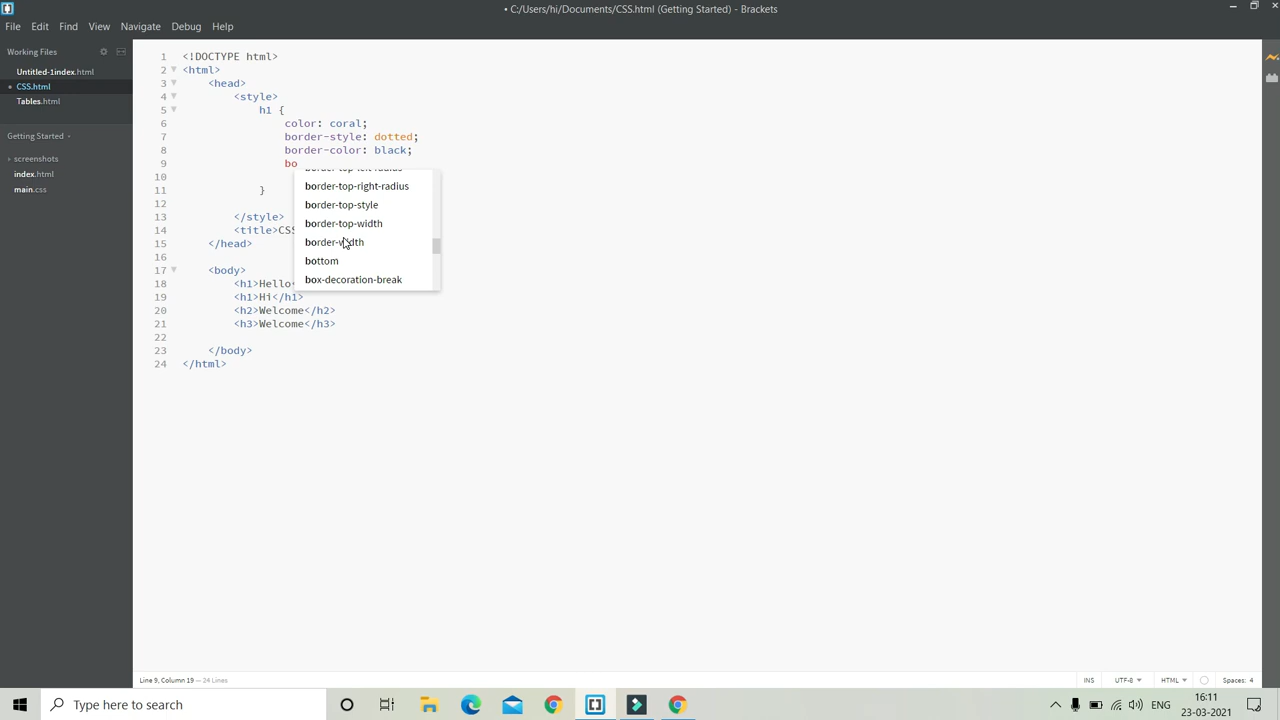 • C:/Users/hi/Documents/CSS.html (Getting Started) - Brackets
File Edit Find View Navigate Debug Help
Working Files
Untitled-1index.html
CSS.html
Tables.html
Getting Started
screenshots
index.html
main.css
1 <!DOCTYPE html>
2 <html>
3 <head>
4 <style>
5 h1 {
6 color: coral;
7 border-style: dotted;
8 border-color: black;
9 bo
10
11 }
12
13 </style>
14 <title>CSS
15 </head>
16
17 <body>
18 <h1>Hello
19 <h1>Hi</h1>
20 <h2>Welcome</h2>
21 <h3>Welcome</h3>
22
23 </body>
24 </html>
border-top-left-radius
border-top-right-radius
border-top-style
border-top-width
border-width
bottom
box-decoration-break
Line 9, Column 19 — 24 Lines
INS UTF-8 HTML Spaces: 4
Type here to search
ENG
16:11
23-03-2021